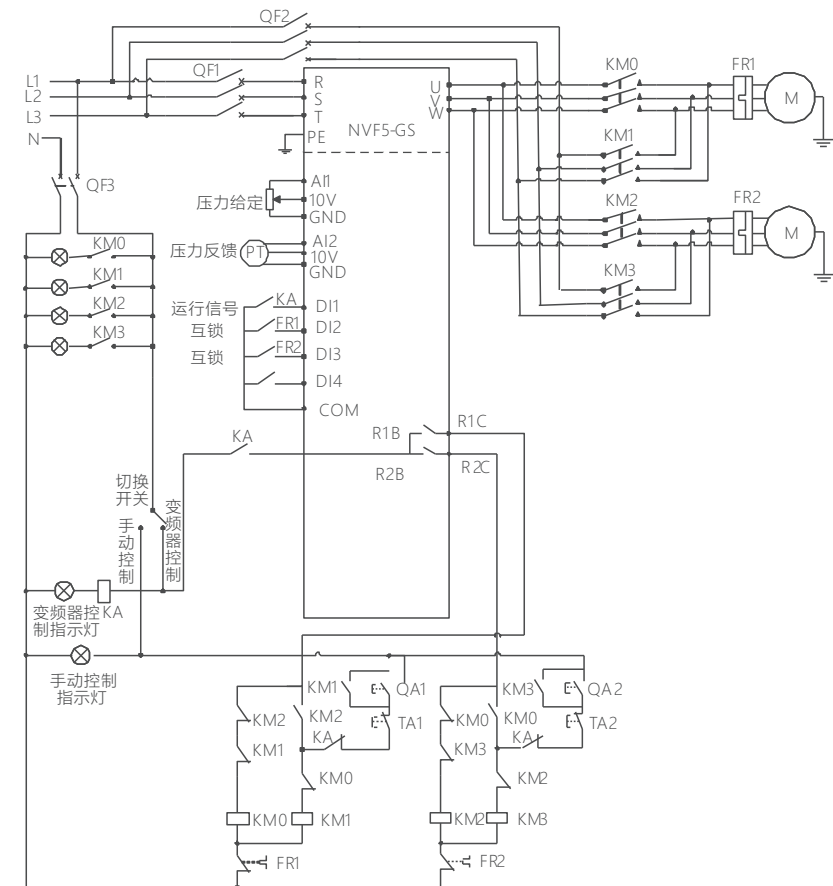 QF2
QF1
L1
L2
L3
N
QF3
R
S
T
PE
NVF5-GS
U
V
W
KM0
FR1
M
KM1
KM2
FR2
M
KM3
压力给定
AI1
10V
GND
压力反馈
PT
AI2
10V
GND
KM0
KM1
KM2
KM3
运行信号
KA
DI1
互锁
FR1
DI2
互锁
FR2
DI3
DI4
COM
KA
R1B
R1C
R2B
R2C
切换
开关
手动控制
变频器控制
变频器控
制指示灯
KA
手动控制
指示灯
KM1
QA1
KM2
KM2
TA1
KM1
KA
KM0
KM0
KM1
FR1
KM3
QA2
KM0
KM0
TA2
KM3
KA
KM2
KM2
KM3
FR2